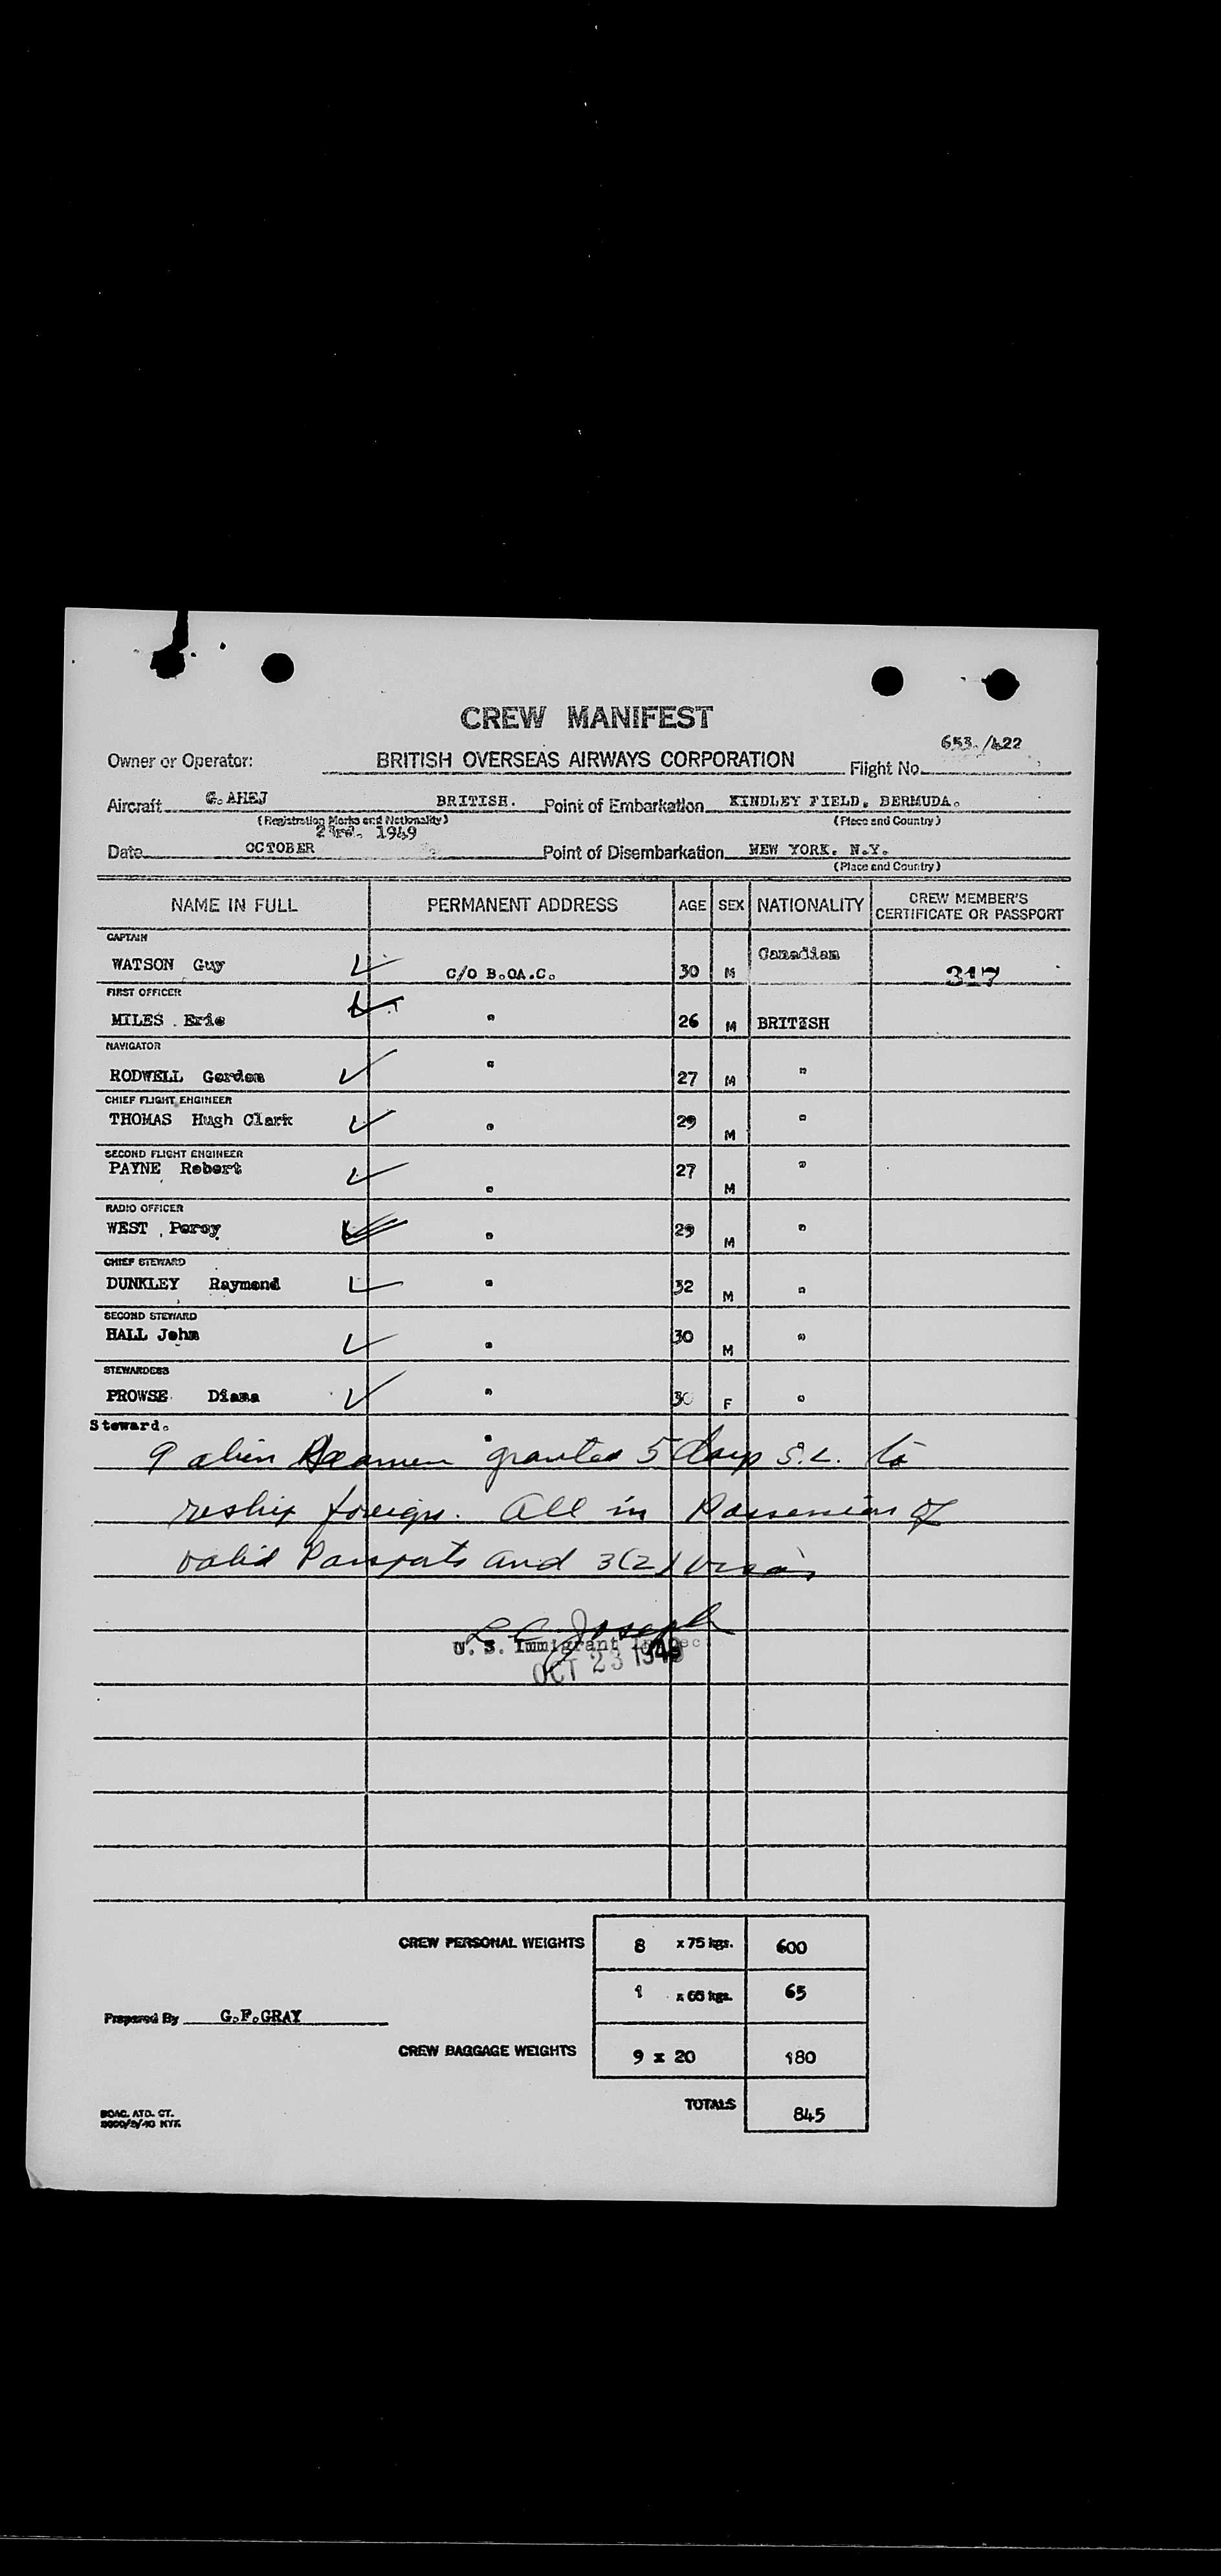 CREW MANIFEST
653./422
Owner or Operator: BRITISH OVERSEAS AIRWAYS CORPORATION Flight No.
Aircraft G.AHEJ BRITISH. Point of Embarkation KINDLEY FIELD. BERMUDA.
(Registration Marks and Nationality) (Place and Country)
23rd. 1949
Date OCTOBER Point of Disembarkation NEW YORK. N.Y.
(Place and Country)
NAME IN FULL PERMANENT ADDRESS AGE SEX NATIONALITY CREW MEMBER'S CERTIFICATE OR PASSPORT
CAPTAIN
WATSON Guy C/O B.OA.C. 30 M Canadian 317
FIRST OFFICER
MILES . Eric " 26 M BRITISH
NAVIGATOR
RODWELL Gordon " 27 M "
CHIEF FLIGHT ENGINEER
THOMAS Hugh Clark " 29 M "
SECOND FLIGHT ENGINEER
PAYNE Robert " 27 M "
RADIO OFFICER
WEST , Percy " 29 M "
CHIEF STEWARD
DUNKLEY Raymond " 32 M "
SECOND STEWARD
HALL John " 30 M "
STEWARDESS
PROWSE Diana " 30 F "
Steward.
9 alien Seamen granted 5 days S.L. to
reship foreign. All in Possession of
valid Passports and 3(2) visas
L C Joseph
U. S. Immigrant Inspec
OCT 23 1949
CREW PERSONAL WEIGHTS 8 x 75 kgs. 600
1 x 65 kgs. 65
Prepared By G.F.GRAY
CREW BAGGAGE WEIGHTS 9 x 20 180
TOTALS 845
BOAC. ATD. CT.